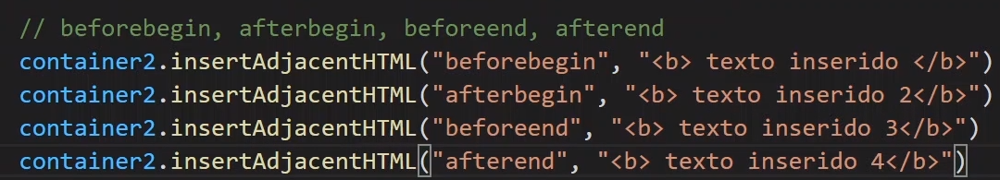 // beforebegin, afterbegin, beforeend, afterend
container2.insertAdjacentHTML("beforebegin", "<b> texto inserido </b>")
container2.insertAdjacentHTML("afterbegin", "<b> texto inserido 2</b>")
container2.insertAdjacentHTML("beforeend", "<b> texto inserido 3</b>")
container2.insertAdjacentHTML("afterend", "<b> texto inserido 4</b>")